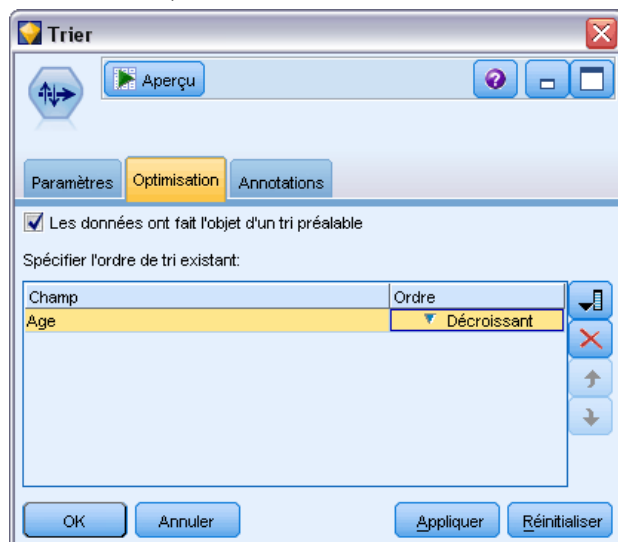 Trier
Aperçu
Paramètres Optimisation Annotations
Les données ont fait l'objet d'un tri préalable
Spécifier l'ordre de tri existant:
Champ Ordre
Age Décroissant
OK Annuler Appliquer Réinitialiser